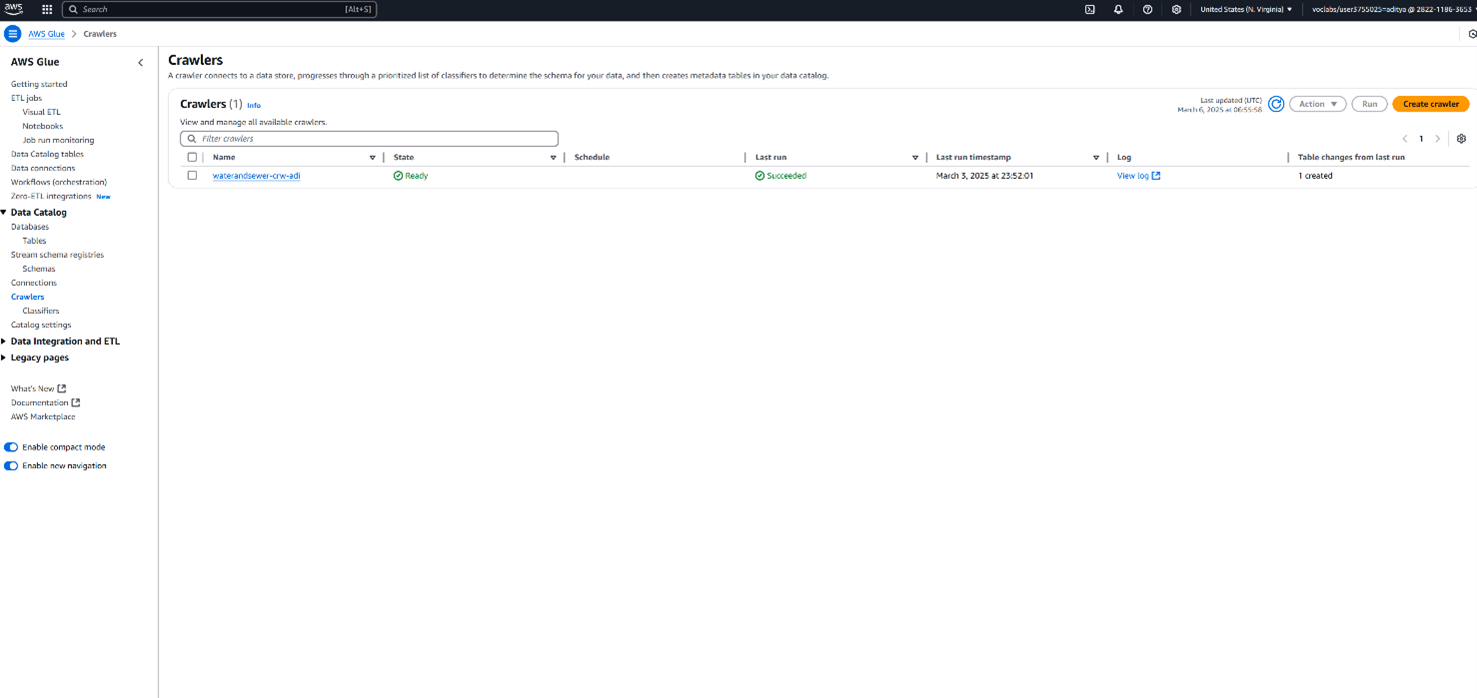 aws Search [Alt+S] United States (N. Virginia) ▼ voclabs/user3755025=aditya @ 2822-1186-3653
AWS Glue > Crawlers
AWS Glue
Getting started
ETL jobs
Visual ETL
Notebooks
Job run monitoring
Data Catalog tables
Data connections
Workflows (orchestration)
Zero-ETL integrations New
Data Catalog
Databases
Tables
Stream schema registries
Schemas
Connections
Crawlers
Classifiers
Catalog settings
Data Integration and ETL
Legacy pages
What's New
Documentation
AWS Marketplace
Enable compact mode
Enable new navigation
Crawlers
A crawler connects to a data store, progresses through a prioritized list of classifiers to determine the schema for your data, and then creates metadata tables in your data catalog.
Crawlers (1) Info
Last updated (UTC)
March 6, 2025 at 06:55:58
Action ▼ Run Create crawler
View and manage all available crawlers.
Filter crawlers
1
Name State Schedule Last run Last run timestamp Log Table changes from last run
waterandsewer-crw-adi Ready Succeeded March 3, 2025 at 23:52:01 View log 1 created